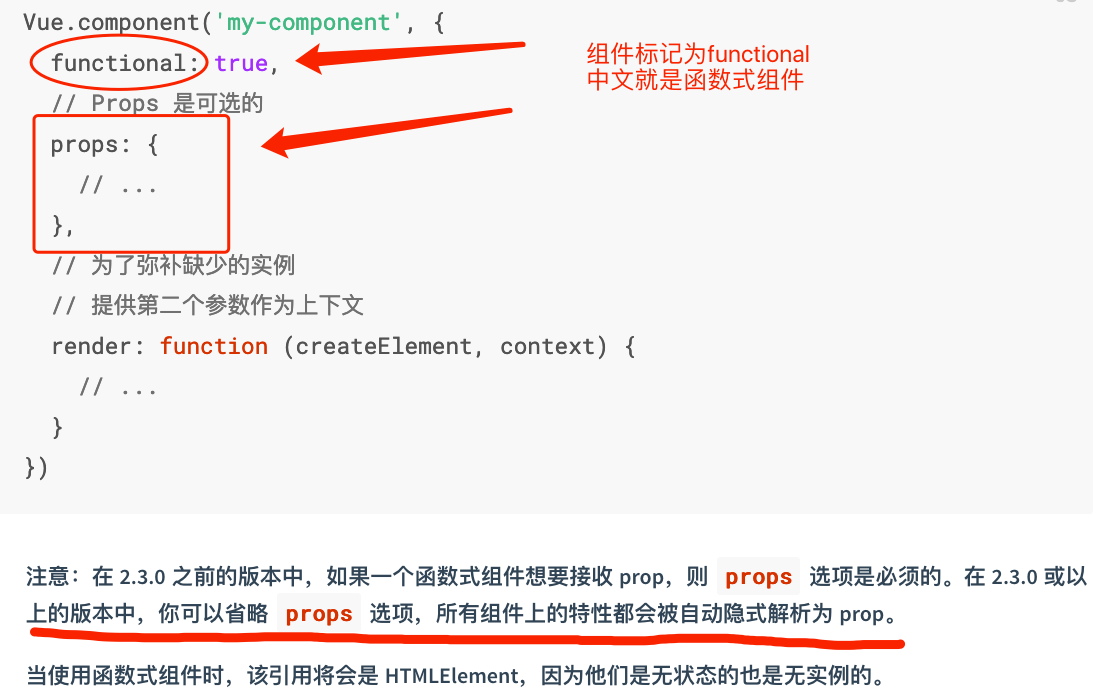 Vue.component('my-component', {
functional: true,
组件标记为functional
中文就是函数式组件
// Props 是可选的
props: {
// ...
},
// 为了弥补缺少的实例
// 提供第二个参数作为上下文
render: function (createElement, context) {
// ...
}
})
注意：在 2.3.0 之前的版本中，如果一个函数式组件想要接收 prop，则 props 选项是必须的。在 2.3.0 或以
上的版本中，你可以省略 props 选项，所有组件上的特性都会被自动隐式解析为 prop。
当使用函数式组件时，该引用将会是 HTMLElement，因为他们是无状态的也是无实例的。